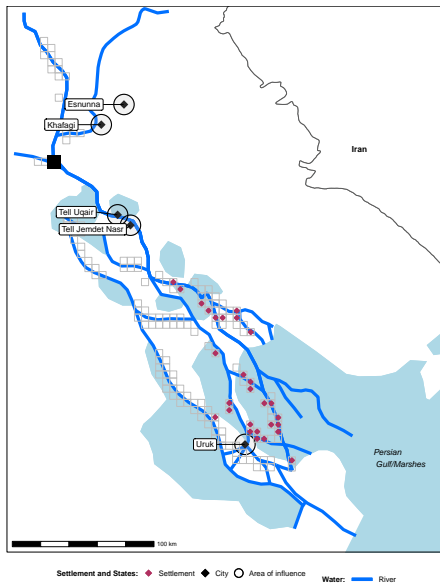 Esnunna
Khafagi
Iran
Tell Uqair
Tell Jemdet Nasr
Uruk
Persian
Gulf/Marshes
100 km
Settlement and States: Settlement City Area of influence
Water: River